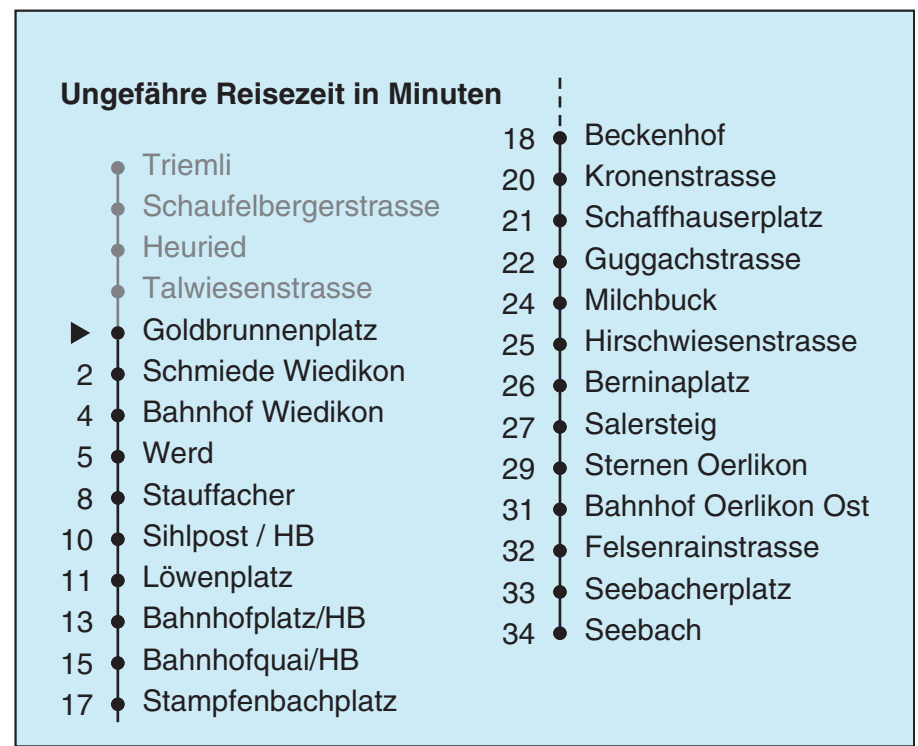 Ungefähre Reisezeit in Minuten
Triemli
Schaufelbergerstrasse
Heuried
Talwiesenstrasse
Goldbrunnenplatz
2 Schmiede Wiedikon
4 Bahnhof Wiedikon
5 Werd
8 Stauffacher
10 Sihlpost / HB
11 Löwenplatz
13 Bahnhofplatz/HB
15 Bahnhofquai/HB
17 Stampfenbachplatz
18 Beckenhof
20 Kronenstrasse
21 Schaffhauserplatz
22 Guggachstrasse
24 Milchbuck
25 Hirschwiesenstrasse
26 Berninaplatz
27 Salersteig
29 Sternen Oerlikon
31 Bahnhof Oerlikon Ost
32 Felsenrainstrasse
33 Seebacherplatz
34 Seebach